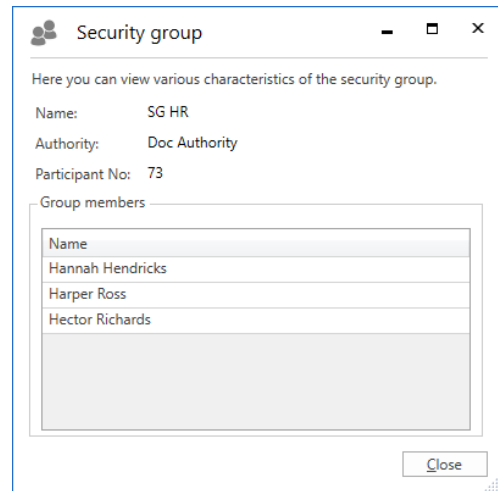 Security group
Here you can view various characteristics of the security group.
Name: SG HR
Authority: Doc Authority
Participant No: 73
Group members
Name
Hannah Hendricks
Harper Ross
Hector Richards
Close